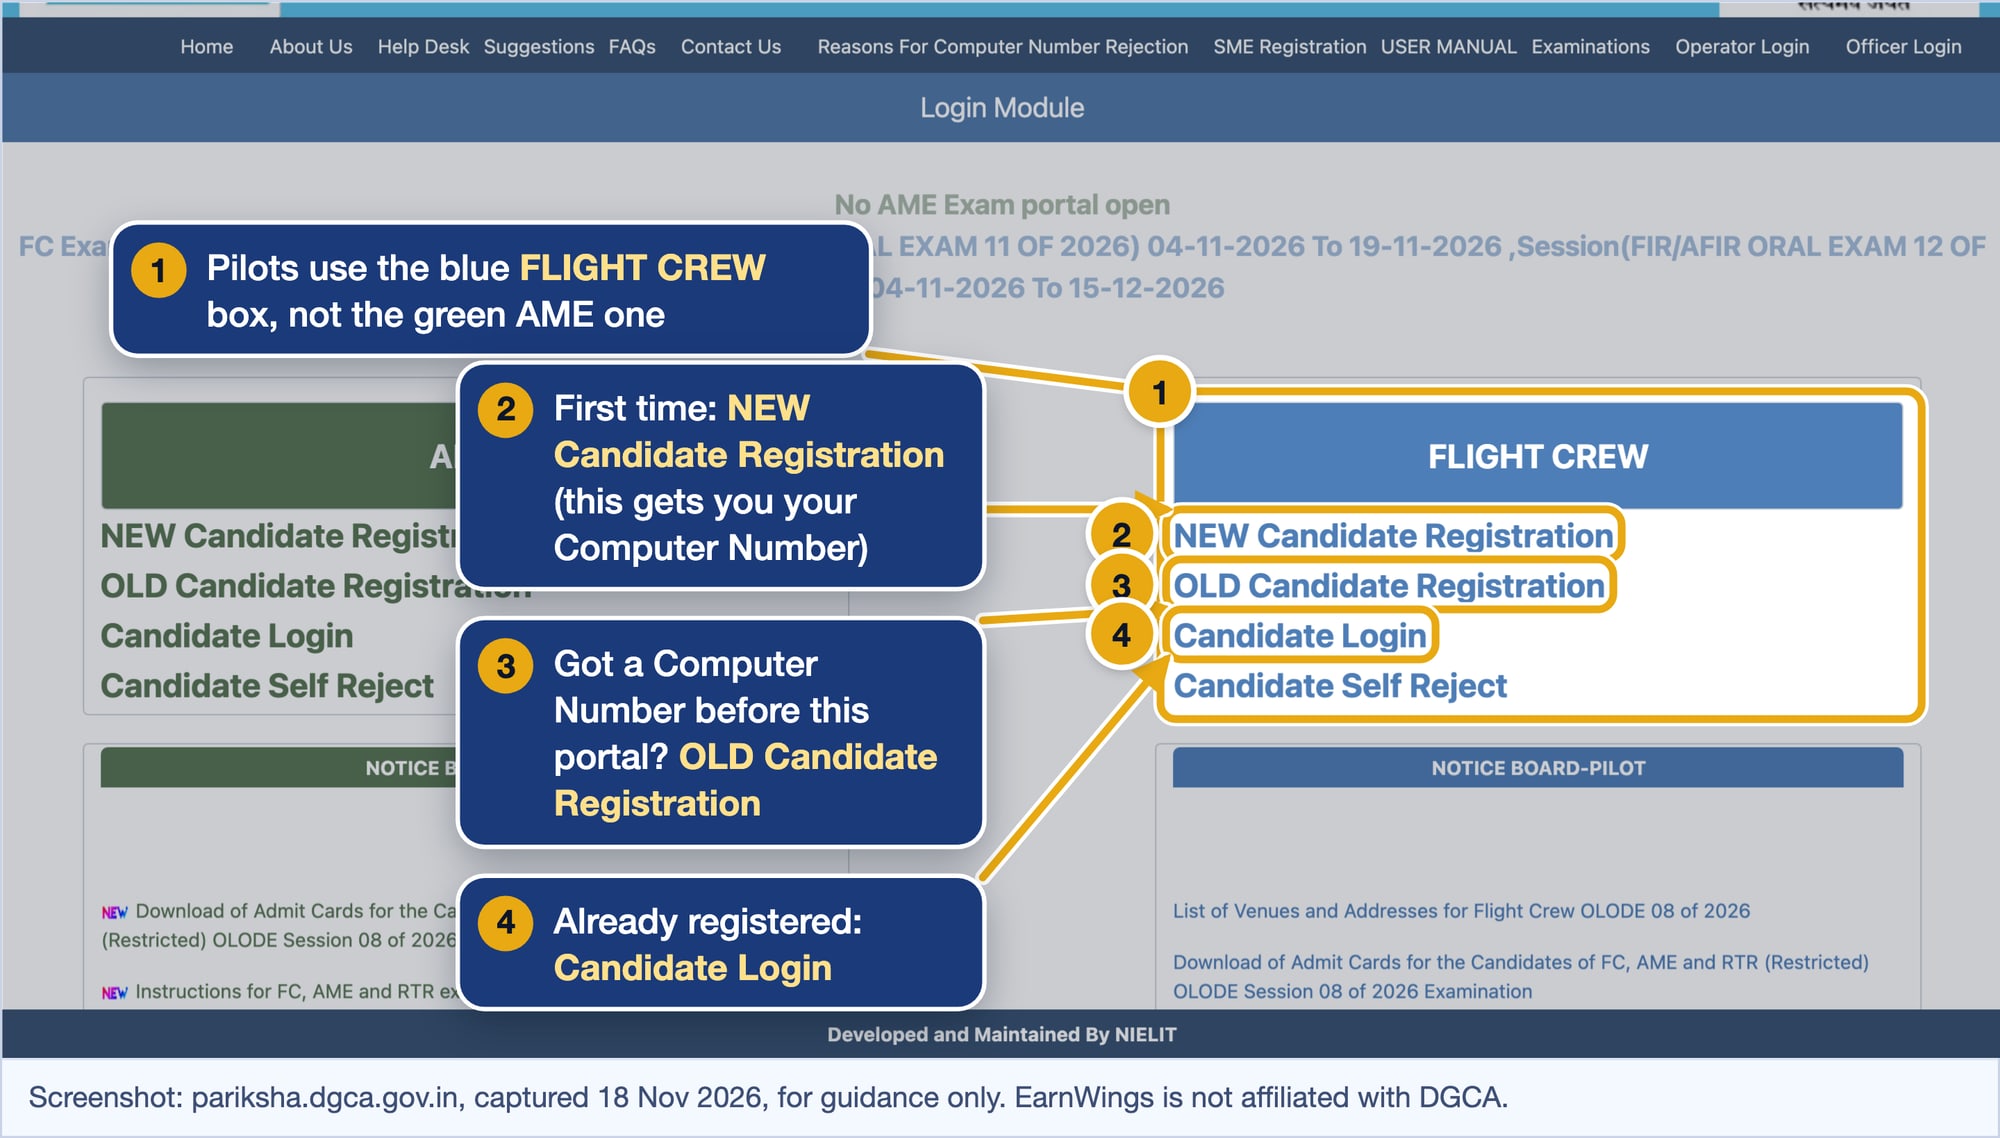 सत्यमेव जयते
Home About Us Help Desk Suggestions FAQs Contact Us Reasons For Computer Number Rejection SME Registration USER MANUAL Examinations Operator Login Officer Login
Login Module
No AME Exam portal open
FC Exa
L EXAM 11 OF 2026) 04-11-2026 To 19-11-2026 ,Session(FIR/AFIR ORAL EXAM 12 OF
04-11-2026 To 15-12-2026
1 Pilots use the blue FLIGHT CREW
box, not the green AME one
2 First time: NEW
Candidate Registration
(this gets you your
Computer Number)
3 Got a Computer
Number before this
portal? OLD Candidate
Registration
4 Already registered:
Candidate Login
NEW Candidate Registr
OLD Candidate Registration
Candidate Login
Candidate Self Reject
NOTICE B
NEW Download of Admit Cards for the Ca
(Restricted) OLODE Session 08 of 2026
NEW Instructions for FC, AME and RTR ex
1
FLIGHT CREW
2 NEW Candidate Registration
3 OLD Candidate Registration
4 Candidate Login
Candidate Self Reject
NOTICE BOARD-PILOT
List of Venues and Addresses for Flight Crew OLODE 08 of 2026
Download of Admit Cards for the Candidates of FC, AME and RTR (Restricted)
OLODE Session 08 of 2026 Examination
Developed and Maintained By NIELIT
Screenshot: pariksha.dgca.gov.in, captured 18 Nov 2026, for guidance only. EarnWings is not affiliated with DGCA.